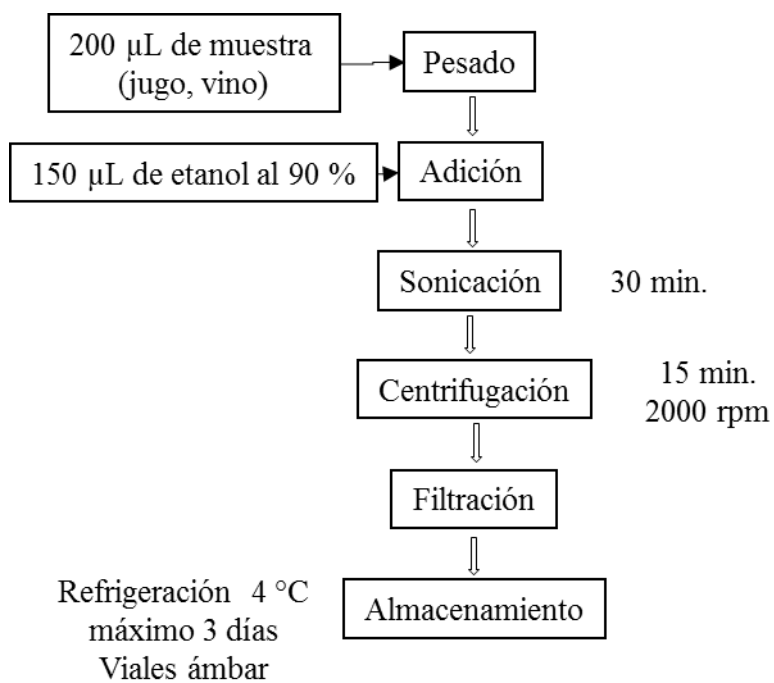 200 µL de muestra
(jugo, vino)
Pesado
150 µL de etanol al 90 %
Adición
Sonicación
30 min.
Centrifugación
15 min.
2000 rpm
Filtración
Refrigeración 4 °C
máximo 3 días
Viales ámbar
Almacenamiento